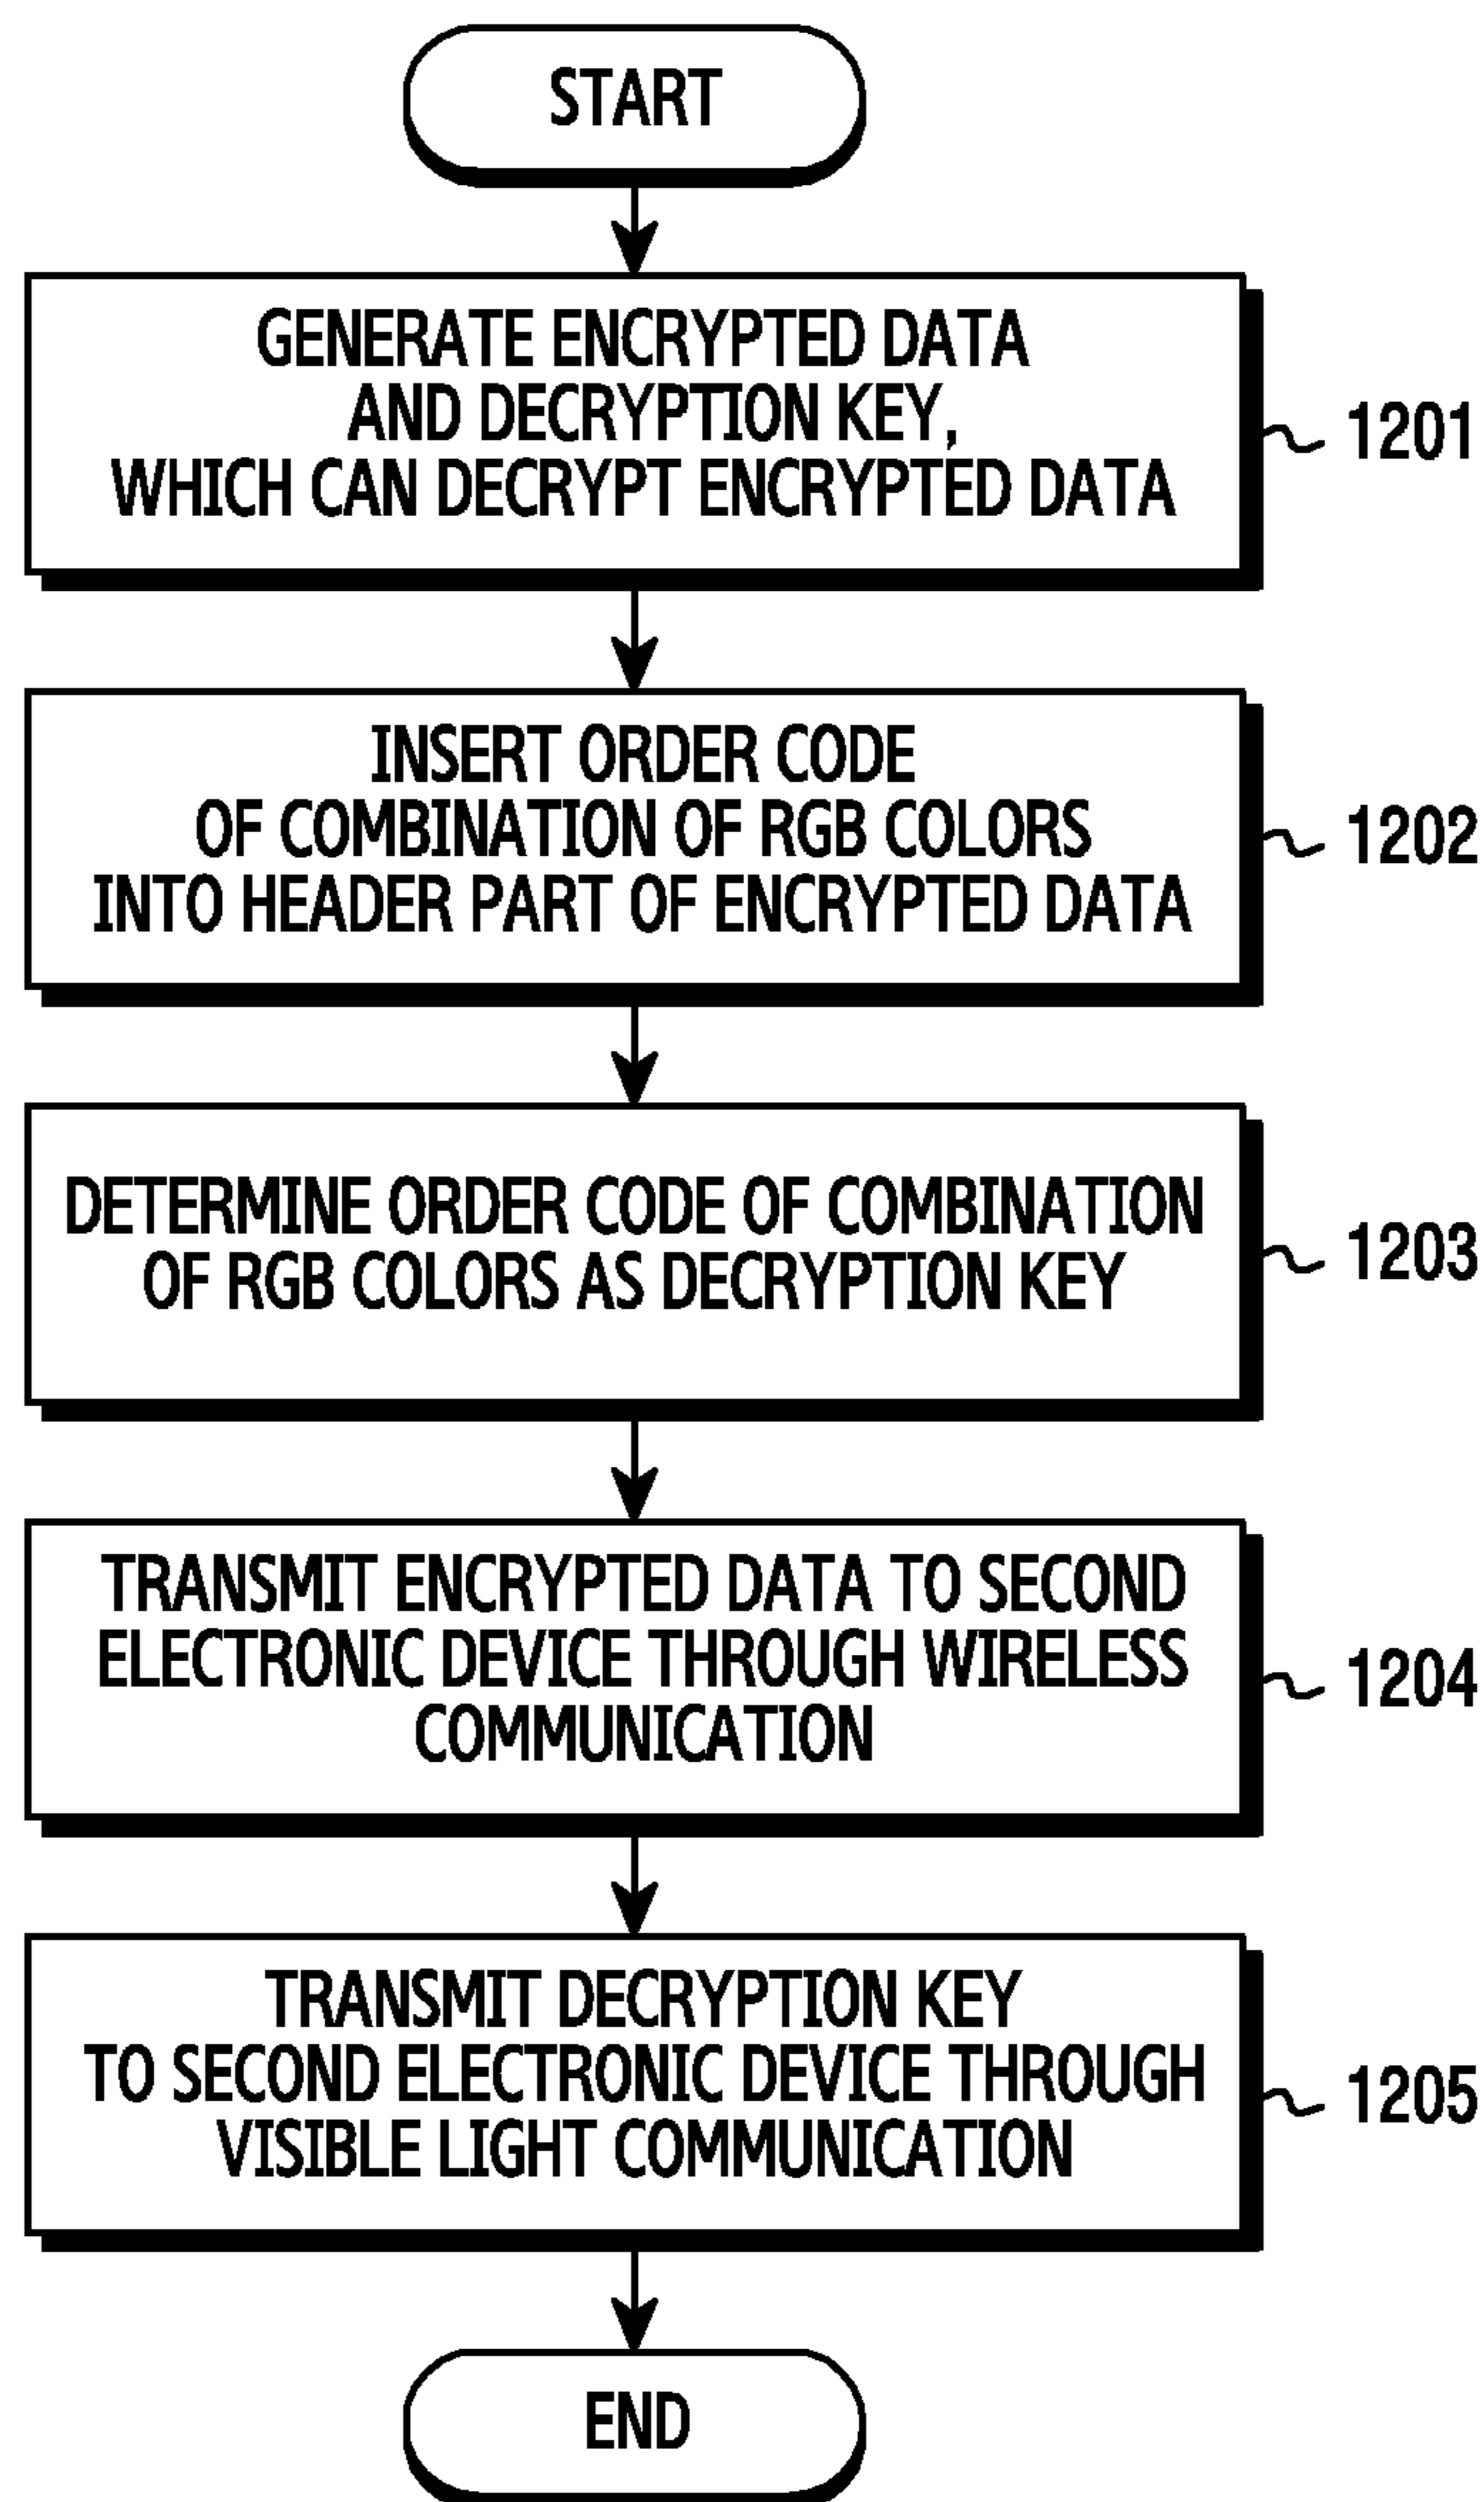 START
GENERATE ENCRYPTED DATA
AND DECRYPTION KEY,
WHICH CAN DECRYPT ENCRYPTED DATA
1201
INSERT ORDER CODE
OF COMBINATION OF RGB COLORS
INTO HEADER PART OF ENCRYPTED DATA
1202
DETERMINE ORDER CODE OF COMBINATION
OF RGB COLORS AS DECRYPTION KEY
1203
TRANSMIT ENCRYPTED DATA TO SECOND
ELECTRONIC DEVICE THROUGH WIRELESS
COMMUNICATION
1204
TRANSMIT DECRYPTION KEY
TO SECOND ELECTRONIC DEVICE THROUGH
VISIBLE LIGHT COMMUNICATION
1205
END